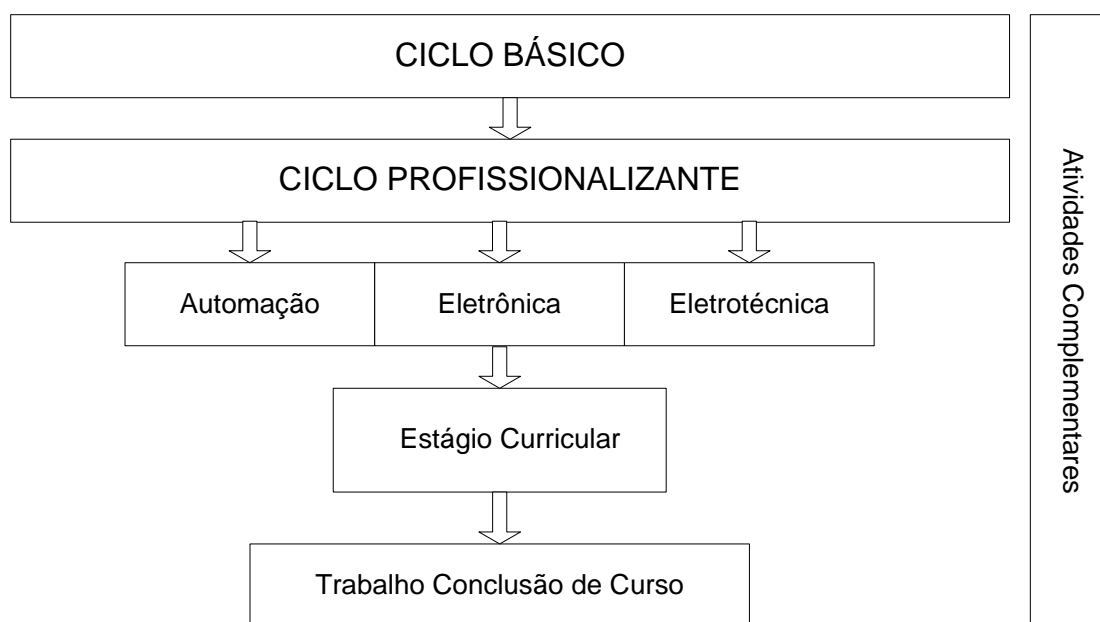 CICLO BÁSICO
CICLO PROFISSIONALIZANTE
Automação
Eletrônica
Eletrotécnica
Estágio Curricular
Trabalho Conclusão de Curso
Atividades Complementares